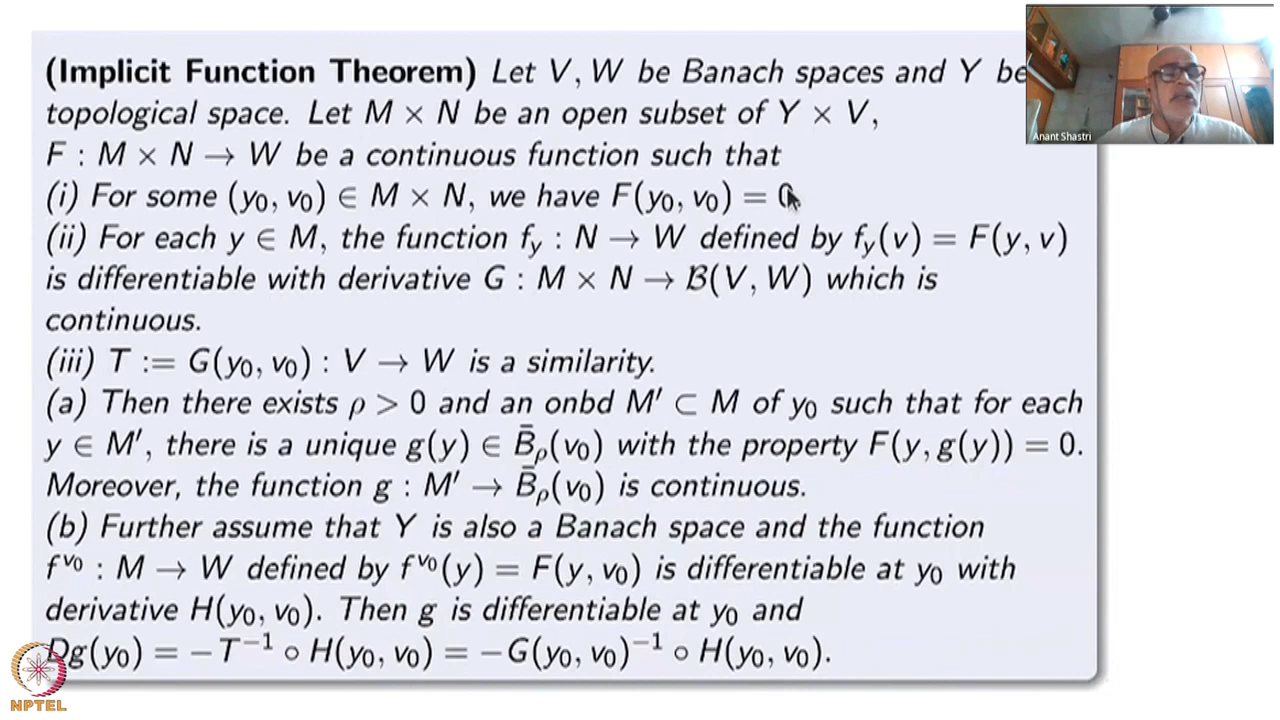 (Implicit Function Theorem) Let V, W be Banach spaces and Y be
topological space. Let M × N be an open subset of Y × V,
F : M × N → W be a continuous function such that
(i) For some (y₀, v₀) ∈ M × N, we have F(y₀, v₀) = 0
(ii) For each y ∈ M, the function f_y : N → W defined by f_y(v) = F(y, v)
is differentiable with derivative G : M × N → ℬ(V, W) which is
continuous.
(iii) T := G(y₀, v₀) : V → W is a similarity.
(a) Then there exists ρ > 0 and an onbd M′ ⊂ M of y₀ such that for each
y ∈ M′, there is a unique g(y) ∈ B̄_ρ(v₀) with the property F(y, g(y)) = 0.
Moreover, the function g : M′ → B̄_ρ(v₀) is continuous.
(b) Further assume that Y is also a Banach space and the function
f^{v₀} : M → W defined by f^{v₀}(y) = F(y, v₀) is differentiable at y₀ with
derivative H(y₀, v₀). Then g is differentiable at y₀ and
Dg(y₀) = −T⁻¹ ∘ H(y₀, v₀) = −G(y₀, v₀)⁻¹ ∘ H(y₀, v₀).
Anant Shastri
NPTEL